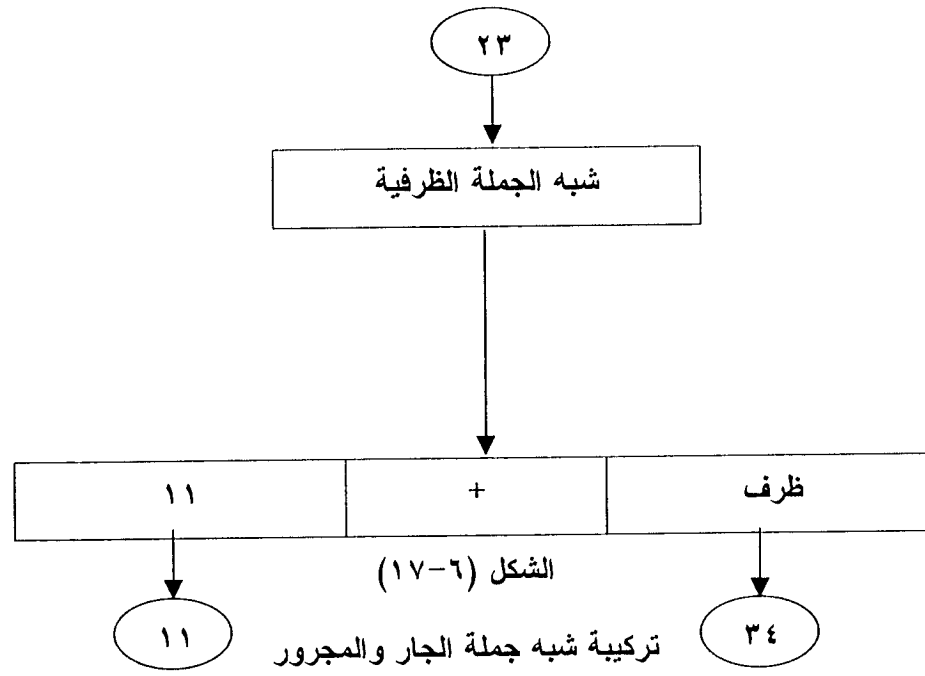 ٢٣
شبه الجملة الظرفية
ظرف + ١١
الشكل (٦-١٧)
٣٤ ١١
تركيبة شبه جملة الجار والمجرور